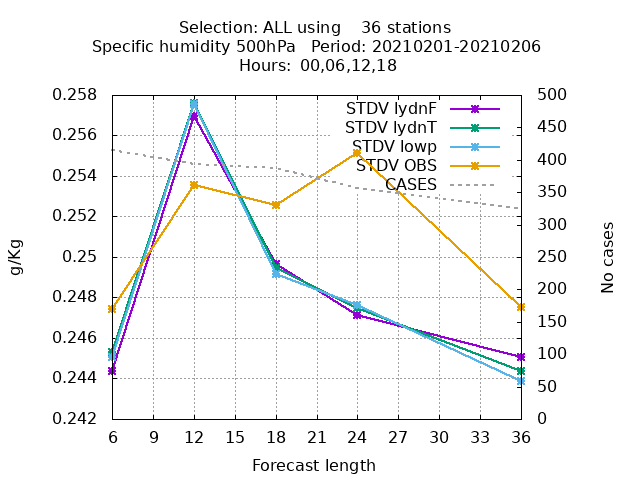 Selection: ALL using    36 stations
Specific humidity 500hPa   Period: 20210201-20210206
Hours: 00,06,12,18
0.258
0.256
0.254
0.252
0.25
0.248
0.246
0.244
0.242
g/Kg
STDV lydnF
STDV lydnT
STDV lowp
STDV OBS
CASES
500
450
400
350
300
250
200
150
100
50
0
No cases
6 9 12 15 18 21 24 27 30 33 36
Forecast length